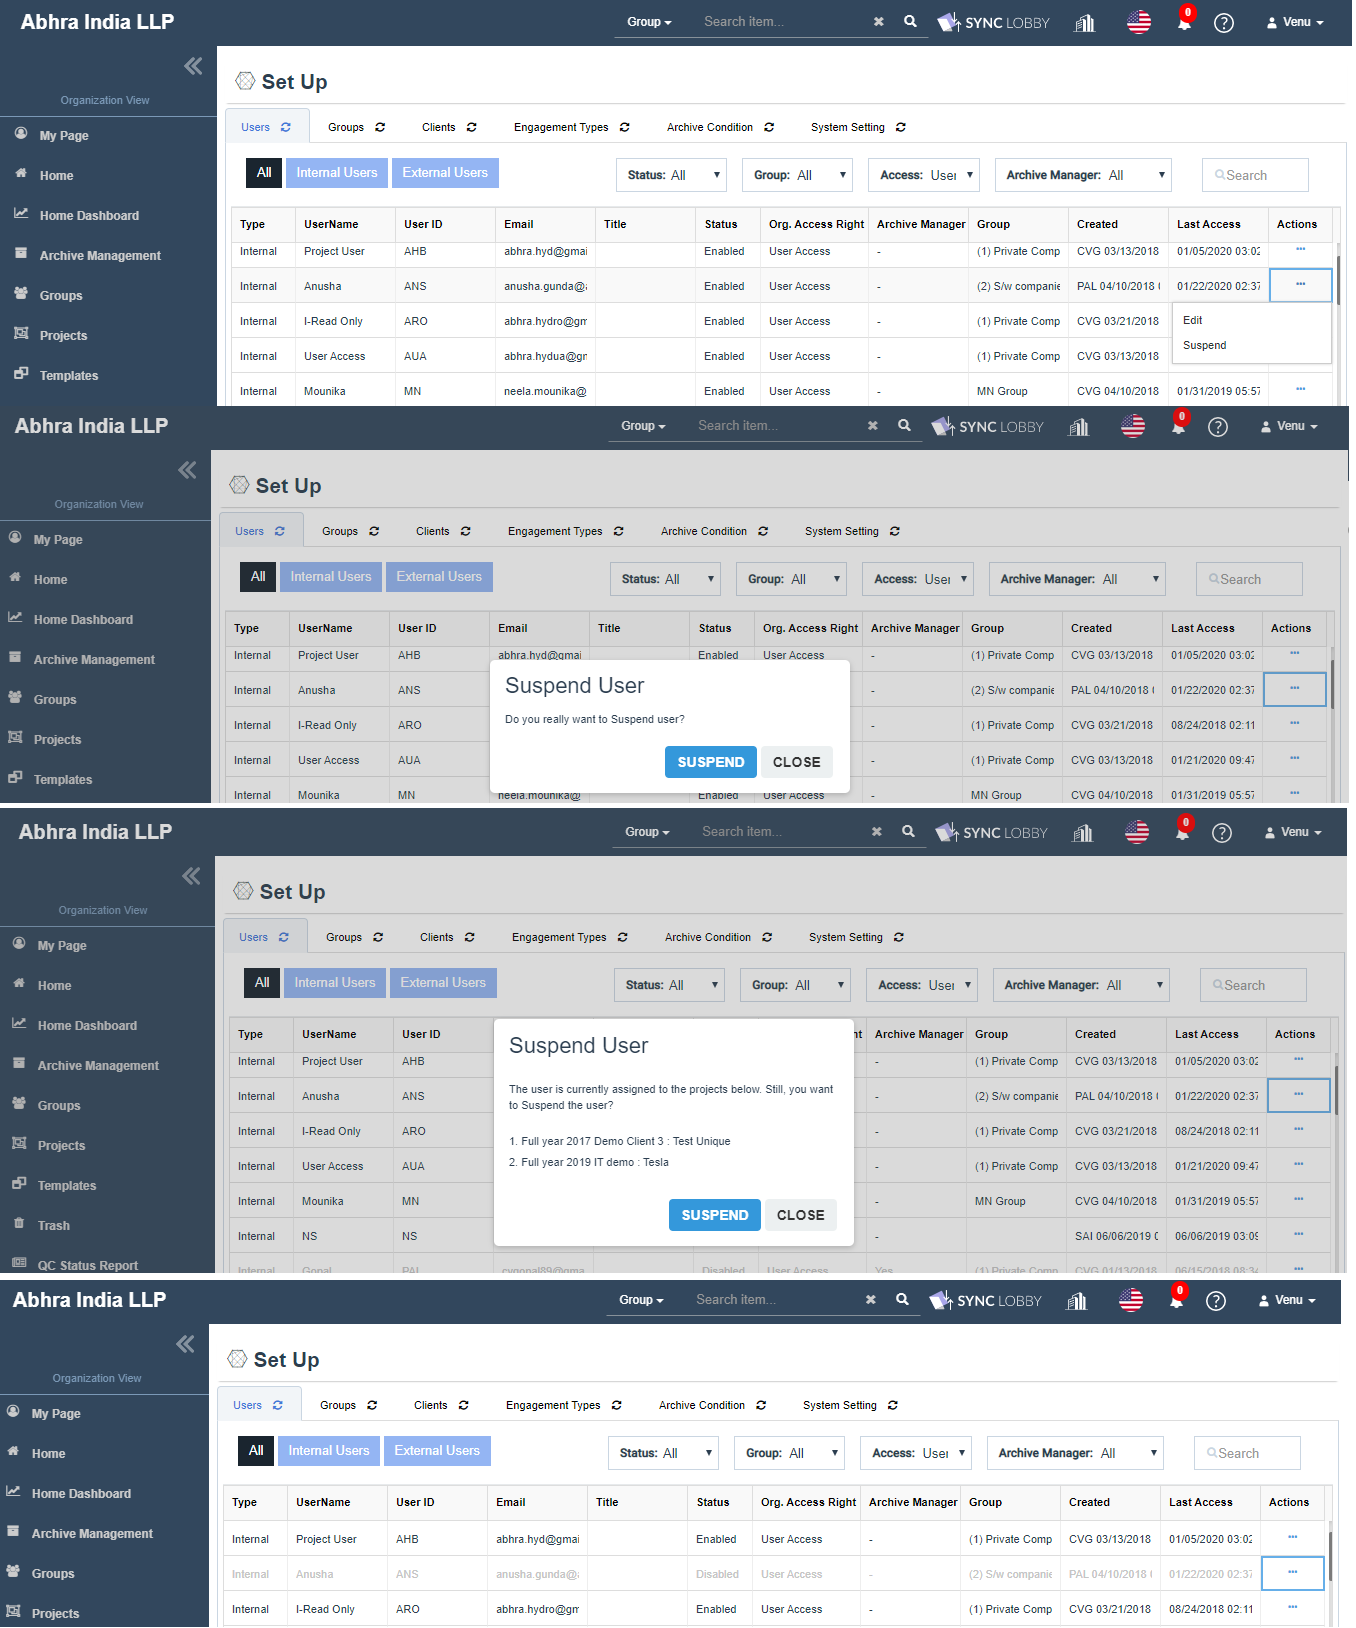 Abhra India LLP Group Search item... SYNC LOBBY 0 Venu
Organization View
Set Up
Users Groups Clients Engagement Types Archive Condition System Setting
My Page
Home
Home Dashboard
Archive Management
Groups
Projects
Templates
All Internal Users External Users Status: All Group: All Access: User Archive Manager: All Search
Type UserName User ID Email Title Status Org. Access Right Archive Manager Group Created Last Access Actions
Internal Project User AHB abhra.hyd@gmai Enabled User Access - (1) Private Comp CVG 03/13/2018 01/05/2020 03:02 ...
Internal Anusha ANS anusha.gunda@a Enabled User Access - (2) S/w companie PAL 04/10/2018 01/22/2020 02:37 ...
Internal I-Read Only ARO abhra.hydro@gm Enabled User Access - (1) Private Comp CVG 03/21/2018
Edit
Suspend
Internal User Access AUA abhra.hydua@gm Enabled User Access - (1) Private Comp CVG 03/13/2018
Internal Mounika MN neela.mounika@ Enabled User Access - MN Group CVG 04/10/2018 01/31/2019 05:57 ...
Abhra India LLP Group Search item... SYNC LOBBY 0 Venu
Organization View
Set Up
Users Groups Clients Engagement Types Archive Condition System Setting
My Page
Home
Home Dashboard
Archive Management
Groups
Projects
Templates
All Internal Users External Users Status: All Group: All Access: User Archive Manager: All Search
Type UserName User ID Email Title Status Org. Access Right Archive Manager Group Created Last Access Actions
Internal Project User AHB abhra.hyd@gmai Enabled User Access - (1) Private Comp CVG 03/13/2018 01/05/2020 03:02 ...
Internal Anusha ANS - (2) S/w companie PAL 04/10/2018 01/22/2020 02:37 ...
Internal I-Read Only ARO - (1) Private Comp CVG 03/21/2018 08/24/2018 02:11 ...
Internal User Access AUA - (1) Private Comp CVG 03/13/2018 01/21/2020 09:47 ...
Internal Mounika MN neela.mounika@ Enabled User Access - MN Group CVG 04/10/2018 01/31/2019 05:57 ...
Suspend User
Do you really want to Suspend user?
SUSPEND CLOSE
Abhra India LLP Group Search item... SYNC LOBBY 0 Venu
Organization View
Set Up
Users Groups Clients Engagement Types Archive Condition System Setting
My Page
Home
Home Dashboard
Archive Management
Groups
Projects
Templates
Trash
QC Status Report
All Internal Users External Users Status: All Group: All Access: User Archive Manager: All Search
Type UserName User ID Archive Manager Group Created Last Access Actions
Internal Project User AHB - (1) Private Comp CVG 03/13/2018 01/05/2020 03:02 ...
Internal Anusha ANS - (2) S/w companie PAL 04/10/2018 01/22/2020 02:37 ...
Internal I-Read Only ARO - (1) Private Comp CVG 03/21/2018 08/24/2018 02:11 ...
Internal User Access AUA - (1) Private Comp CVG 03/13/2018 01/21/2020 09:47 ...
Internal Mounika MN - MN Group CVG 04/10/2018 01/31/2019 05:57 ...
Internal NS NS - SAI 06/06/2019 06/06/2019 03:09 ...
Internal Gopal PAL cvgopal89@gma Disabled User Access Yes (1) Private Comp CVG 01/13/2018 06/15/2018 08:34 ...
Suspend User
The user is currently assigned to the projects below. Still, you want
to Suspend the user?
1. Full year 2017 Demo Client 3 : Test Unique
2. Full year 2019 IT demo : Tesla
SUSPEND CLOSE
Abhra India LLP Group Search item... SYNC LOBBY 0 Venu
Organization View
Set Up
Users Groups Clients Engagement Types Archive Condition System Setting
My Page
Home
Home Dashboard
Archive Management
Groups
Projects
All Internal Users External Users Status: All Group: All Access: User Archive Manager: All Search
Type UserName User ID Email Title Status Org. Access Right Archive Manager Group Created Last Access Actions
Internal Project User AHB abhra.hyd@gmai Enabled User Access - (1) Private Comp CVG 03/13/2018 01/05/2020 03:02 ...
Internal Anusha ANS anusha.gunda@a Disabled User Access - (2) S/w companie PAL 04/10/2018 01/22/2020 02:37 ...
Internal I-Read Only ARO abhra.hydro@gm Enabled User Access - (1) Private Comp CVG 03/21/2018 08/24/2018 02:11 ...